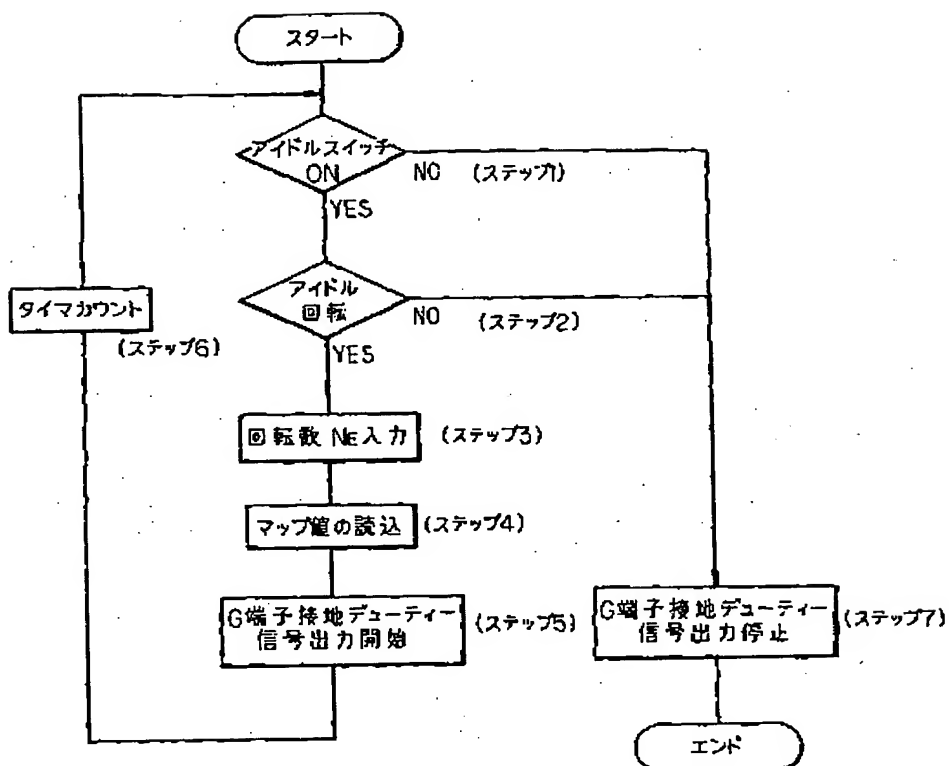 スタート
アイドルスイッチ
ON
NO (ステップ1)
YES
アイドル
回転
NO (ステップ2)
YES
タイマカウント
(ステップ6)
回転数 NE入力 (ステップ3)
マップ値の読込 (ステップ4)
G端子接地デューティー
信号出力開始
(ステップ5)
G端子接地デューティー
信号出力停止
(ステップ7)
エンド